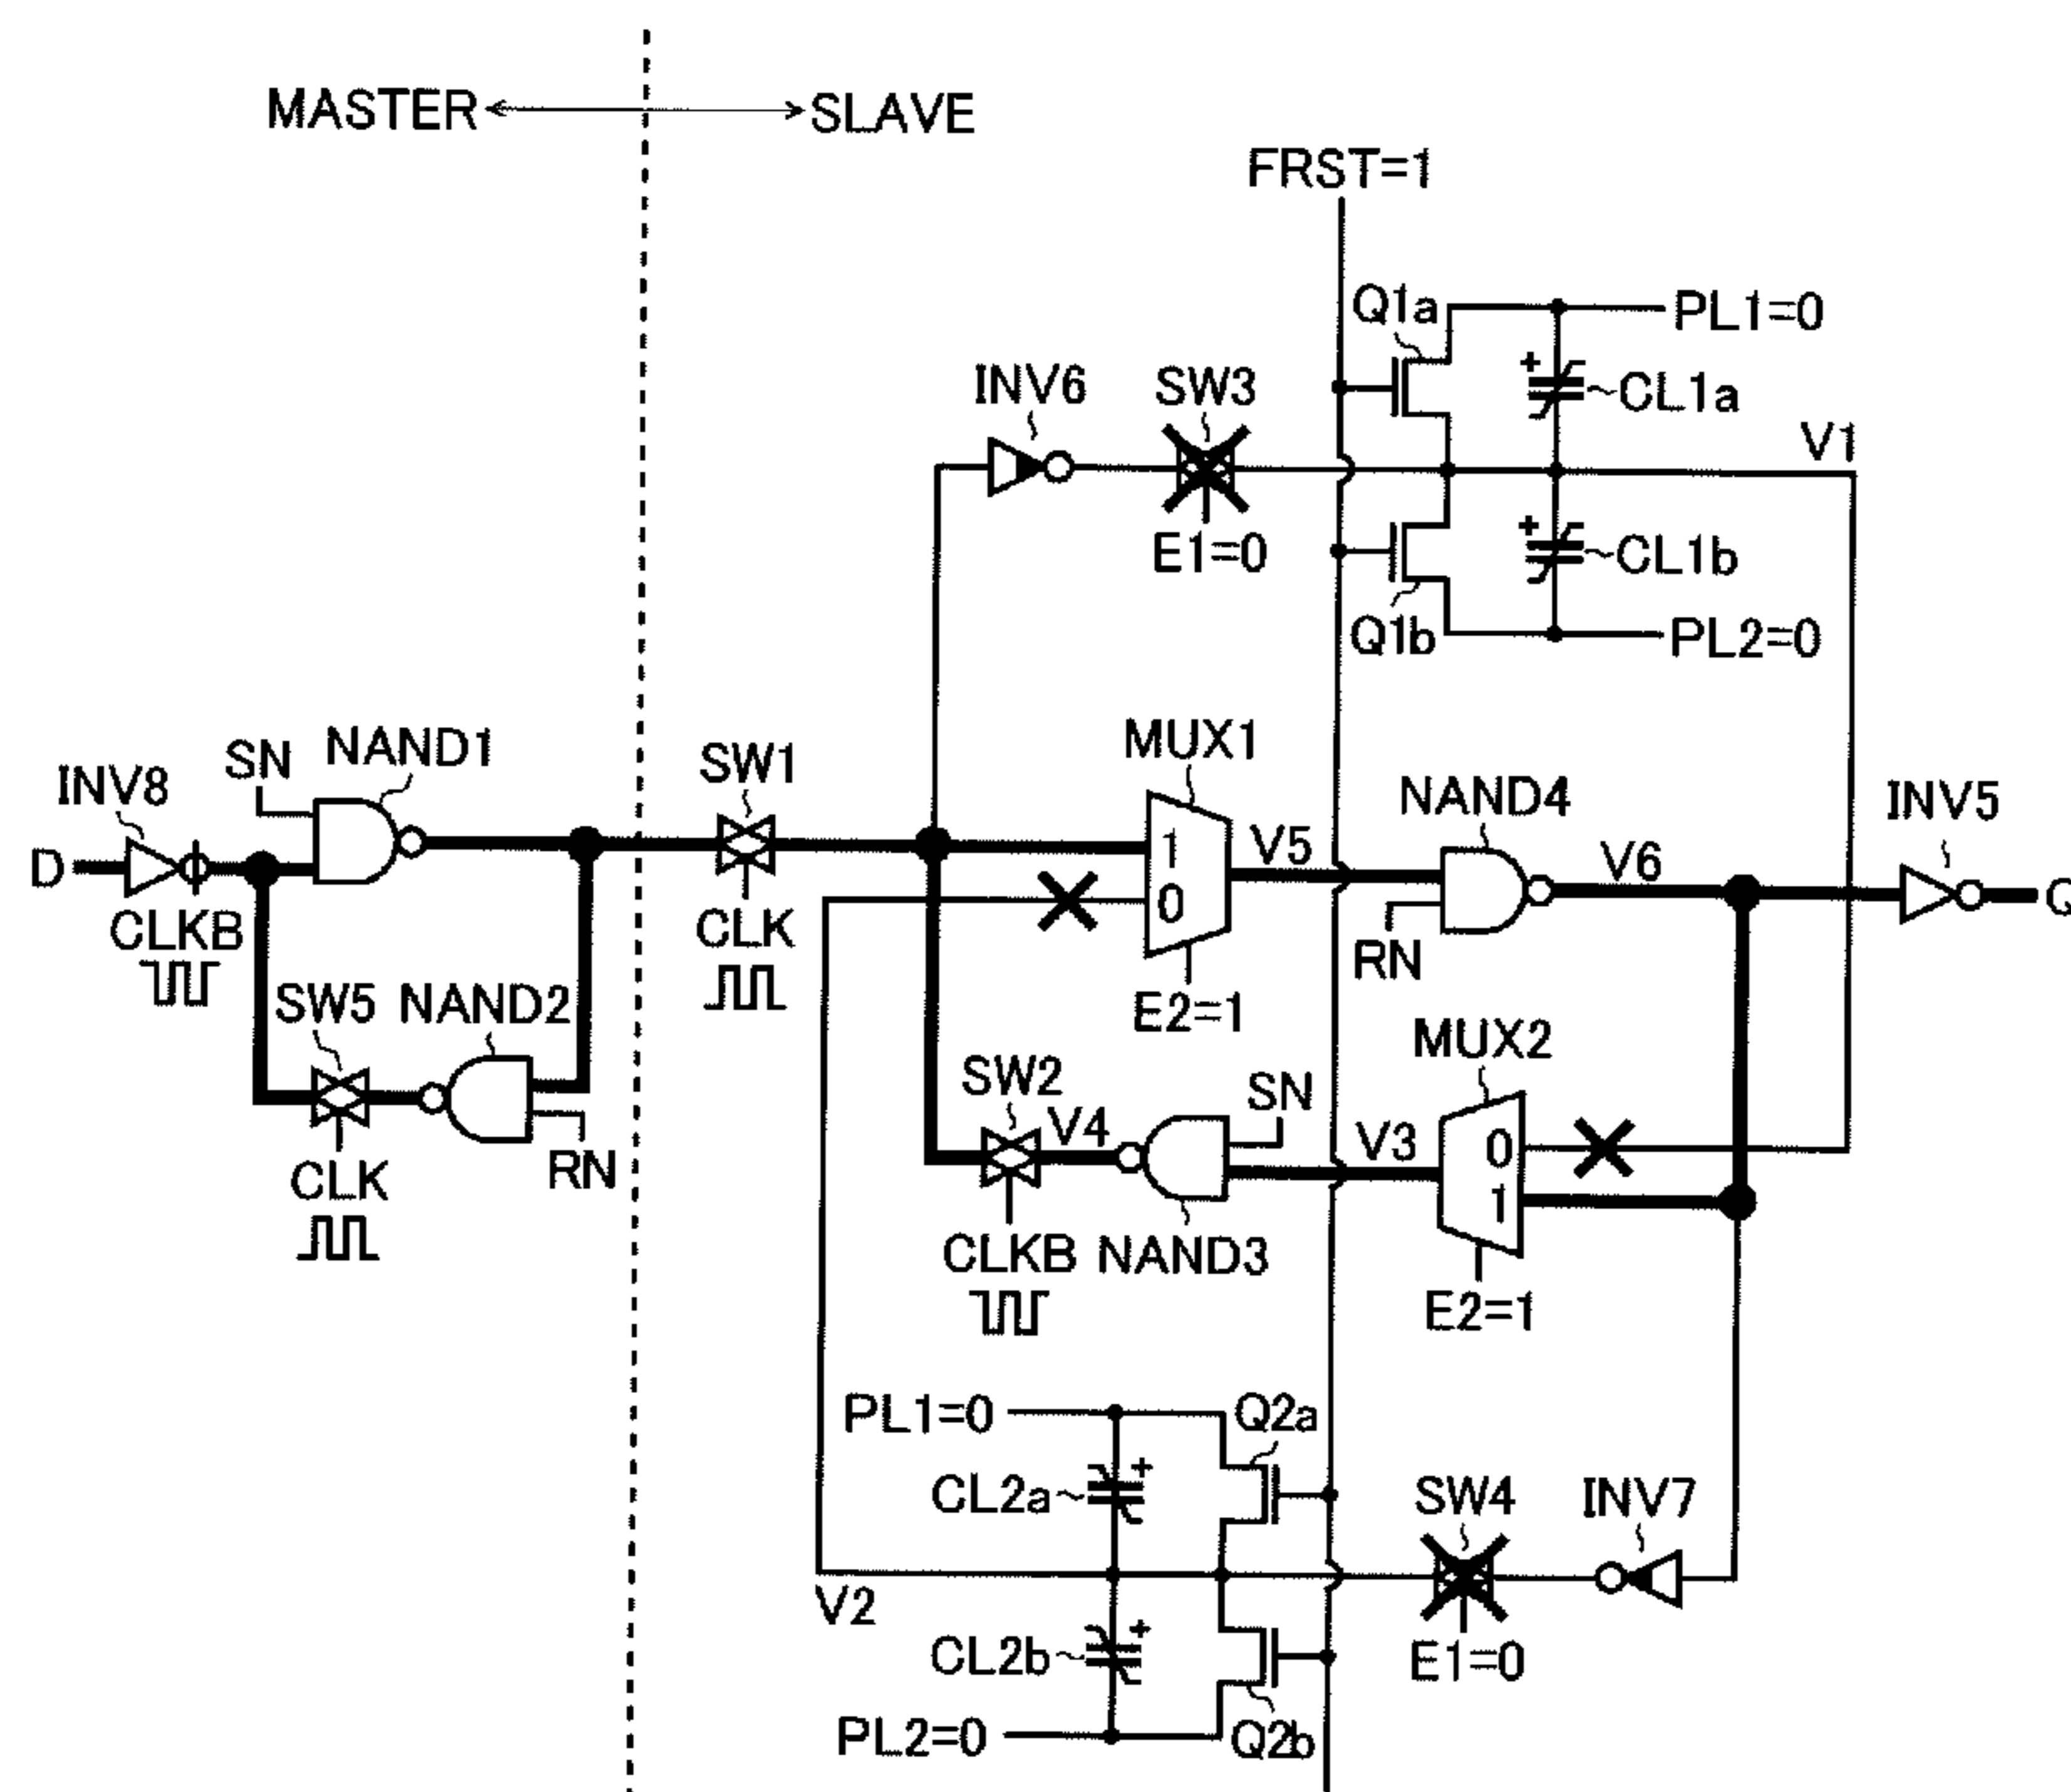 MASTER SLAVE
FRST=1
Q1a
PL1=0
INV6
SW3
+
CL1a
V1
E1=0
+
CL1b
Q1b
PL2=0
INV8
SN
NAND1
SW1
MUX1
NAND4
INV5
D
1
V5
V6
Q
0
CLKB
CLK
RN
E2=1
SW5
NAND2
MUX2
SW2
V4
SN
V3
0
1
CLK
RN
CLKB
NAND3
E2=1
PL1=0
Q2a
+
CL2a
SW4
INV7
V2
+
CL2b
E1=0
PL2=0
Q2b